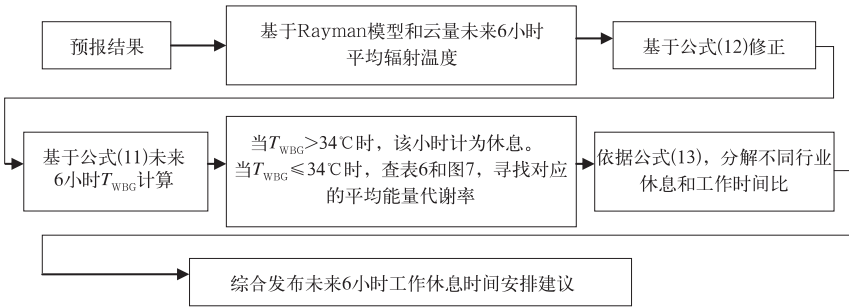 预报结果
基于Rayman模型和云量未来6小时
平均辐射温度
基于公式(12)修正
基于公式(11)未来
6小时T_WBG计算
当T_WBG>34℃时，该小时计为休息。
当T_WBG≤34℃时，查表6和图7，寻找对应
的平均能量代谢率
依据公式(13)，分解不同行业
休息和工作时间比
综合发布未来6小时工作休息时间安排建议